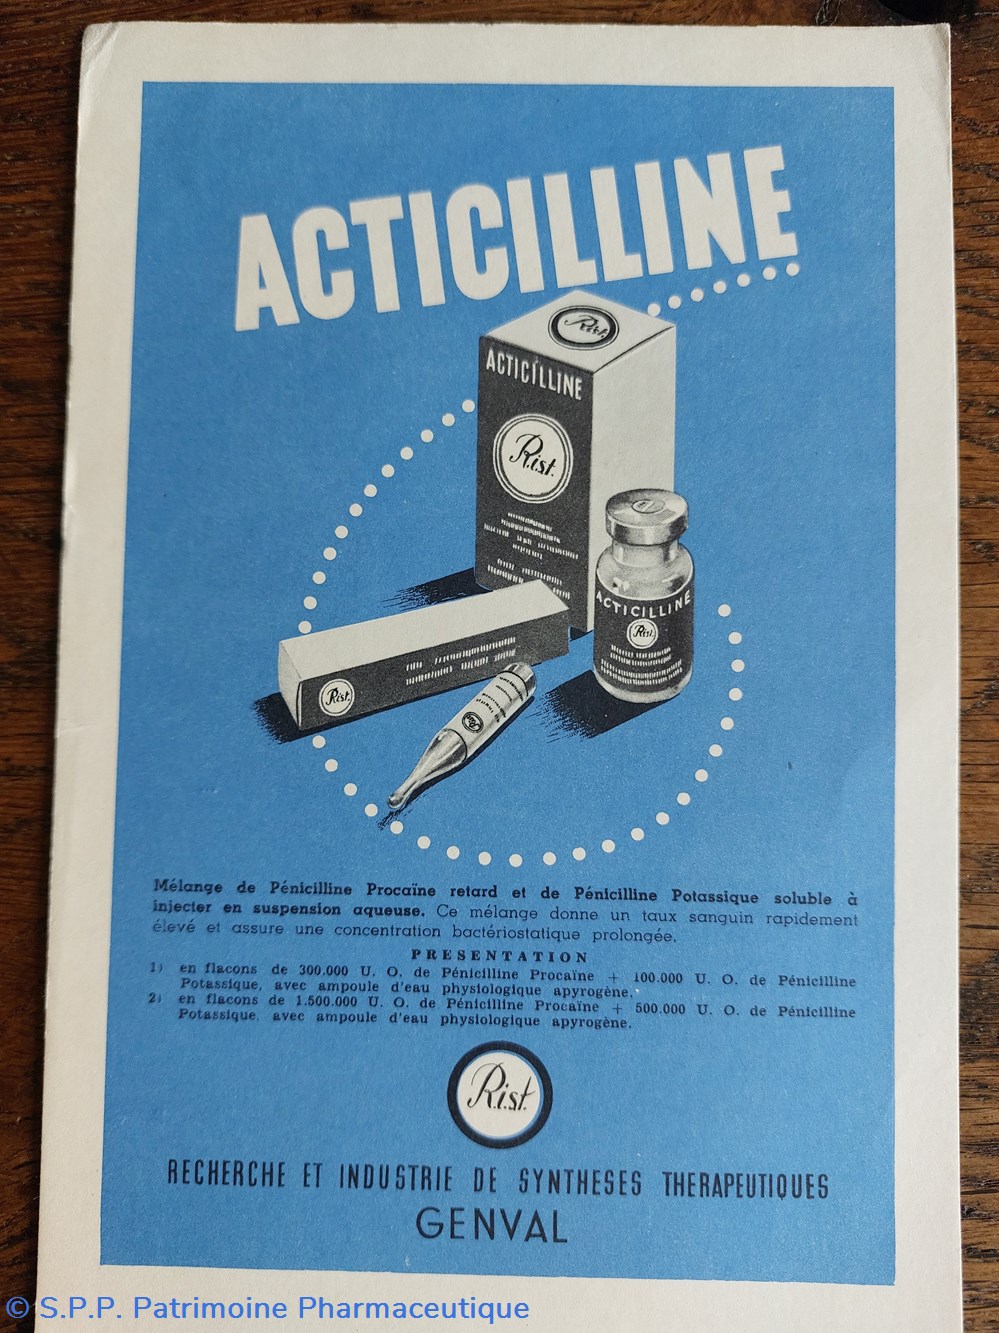 ACTICILLINE
Rist
ACTICILLINE
R.i.s.t.
ACTICILLINE
Rist
Rist
Rist
Mélange de Pénicilline Procaïne retard et de Pénicilline Potassique soluble à
injecter en suspension aqueuse. Ce mélange donne un taux sanguin rapidement
élevé et assure une concentration bactériostatique prolongée.
PRESENTATION
1) en flacons de 300.000 U. O. de Pénicilline Procaïne + 100.000 U. O. de Pénicilline
Potassique, avec ampoule d'eau physiologique apyrogène.
2) en flacons de 1.500.000 U. O. de Pénicilline Procaïne + 500.000 U. O. de Pénicilline
Potassique, avec ampoule d'eau physiologique apyrogène.
R.i.s.t.
RECHERCHE ET INDUSTRIE DE SYNTHESES THERAPEUTIQUES
GENVAL
© S.P.P. Patrimoine Pharmaceutique